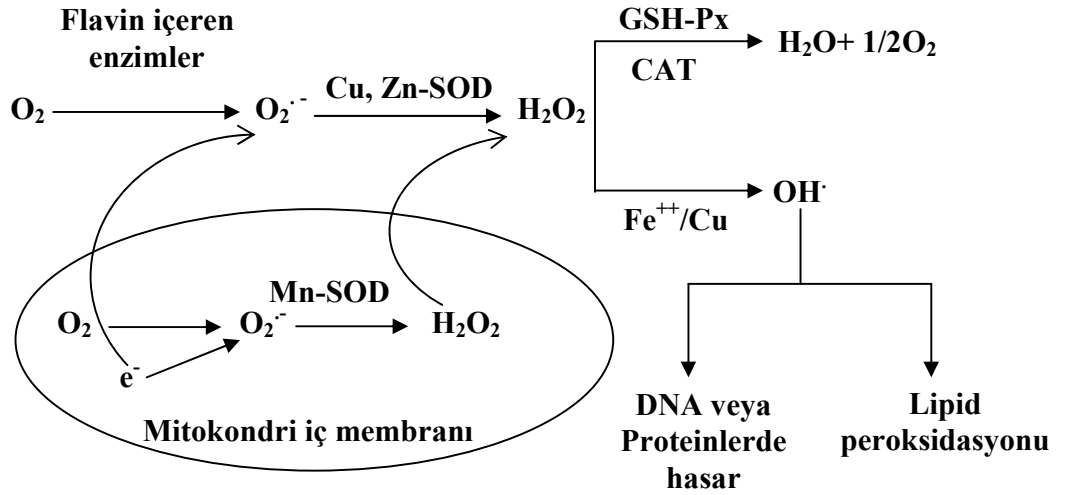 Flavin içeren
enzimler
O₂
O₂˙⁻
Cu, Zn-SOD
H₂O₂
GSH-Px
CAT
H₂O+ 1/2O₂
Fe⁺⁺/Cu
OH˙
O₂
O₂˙⁻
Mn-SOD
H₂O₂
e⁻
Mitokondri iç membranı
DNA veya
Proteinlerde
hasar
Lipid
peroksidasyonu